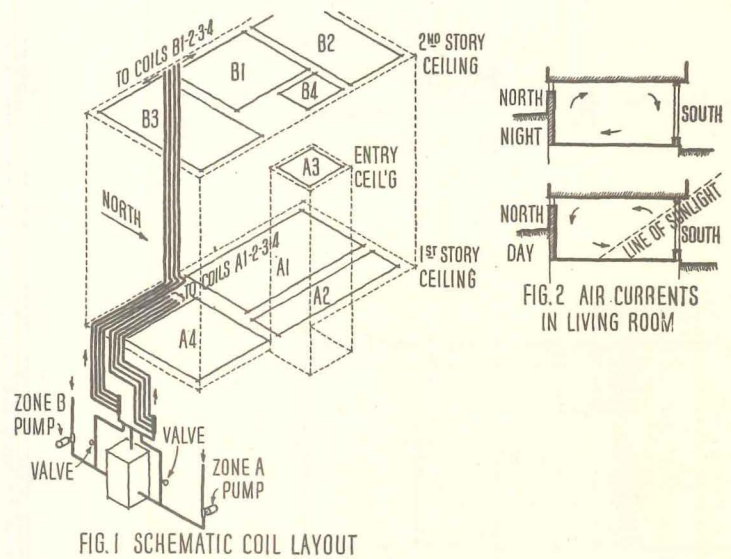 TO COILS B1-2-3-4
B2
2ND STORY
CEILING
B1
B4
B3
A3
ENTRY
CEIL'G
NORTH
TO COILS A1-2-3-4
A1
1ST STORY
CEILING
A2
A4
ZONE B
PUMP
VALVE
VALVE
ZONE A
PUMP
FIG. 1 SCHEMATIC COIL LAYOUT
NORTH
SOUTH
NIGHT
NORTH
LINE OF SUNLIGHT
SOUTH
DAY
FIG. 2 AIR CURRENTS
IN LIVING ROOM